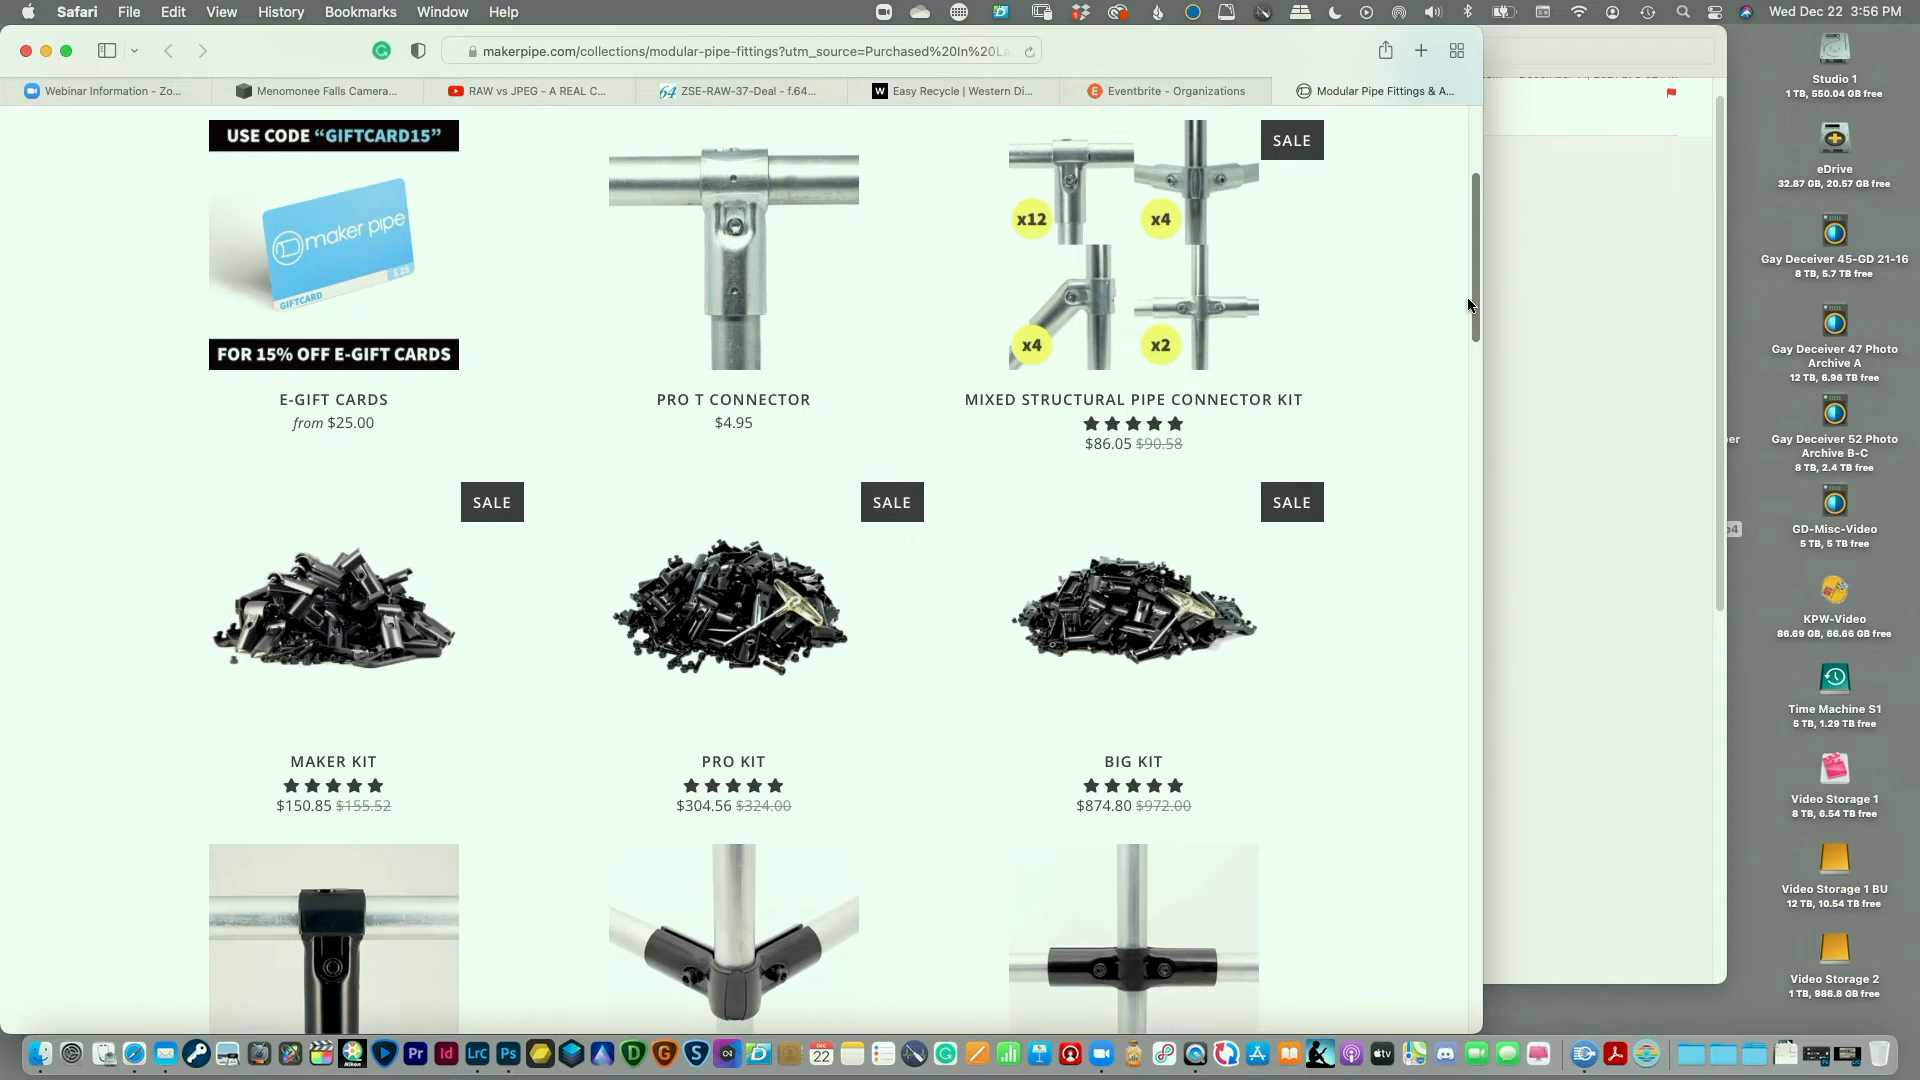 Safari File Edit View History Bookmarks Window Help
Wed Dec 22 3:56 PM
makerpipe.com/collections/modular-pipe-fittings?utm_source=Purchased%20In%20La
Webinar Information - Zo...
Menomonee Falls Camera...
RAW vs JPEG - A REAL C...
64 ZSE-RAW-37-Deal - f.64...
W Easy Recycle | Western Di...
Eventbrite - Organizations
Modular Pipe Fittings & A...
USE CODE “GIFTCARD15”
maker pipe
$25
GIFTCARD
FOR 15% OFF E-GIFT CARDS
E-GIFT CARDS
from $25.00
PRO T CONNECTOR
$4.95
SALE
x12
x4
x4
x2
MIXED STRUCTURAL PIPE CONNECTOR KIT
$86.05 $90.58
SALE
SALE
SALE
MAKER KIT
$150.85 $155.52
PRO KIT
$304.56 $324.00
BIG KIT
$874.80 $972.00
Studio 1
1 TB, 550.04 GB free
eDrive
32.87 GB, 20.57 GB free
Gay Deceiver 45-GD 21-16
8 TB, 5.7 TB free
Gay Deceiver 47 Photo
Archive A
12 TB, 6.96 TB free
Gay Deceiver 52 Photo
Archive B-C
8 TB, 2.4 TB free
GD-Misc-Video
5 TB, 5 TB free
KPW-Video
86.69 GB, 66.66 GB free
Time Machine S1
5 TB, 1.29 TB free
Video Storage 1
8 TB, 6.54 TB free
Video Storage 1 BU
12 TB, 10.54 TB free
Video Storage 2
1 TB, 986.8 GB free
Pr
Id
Lrc
Ps
D
G
S
DEC
22
tv